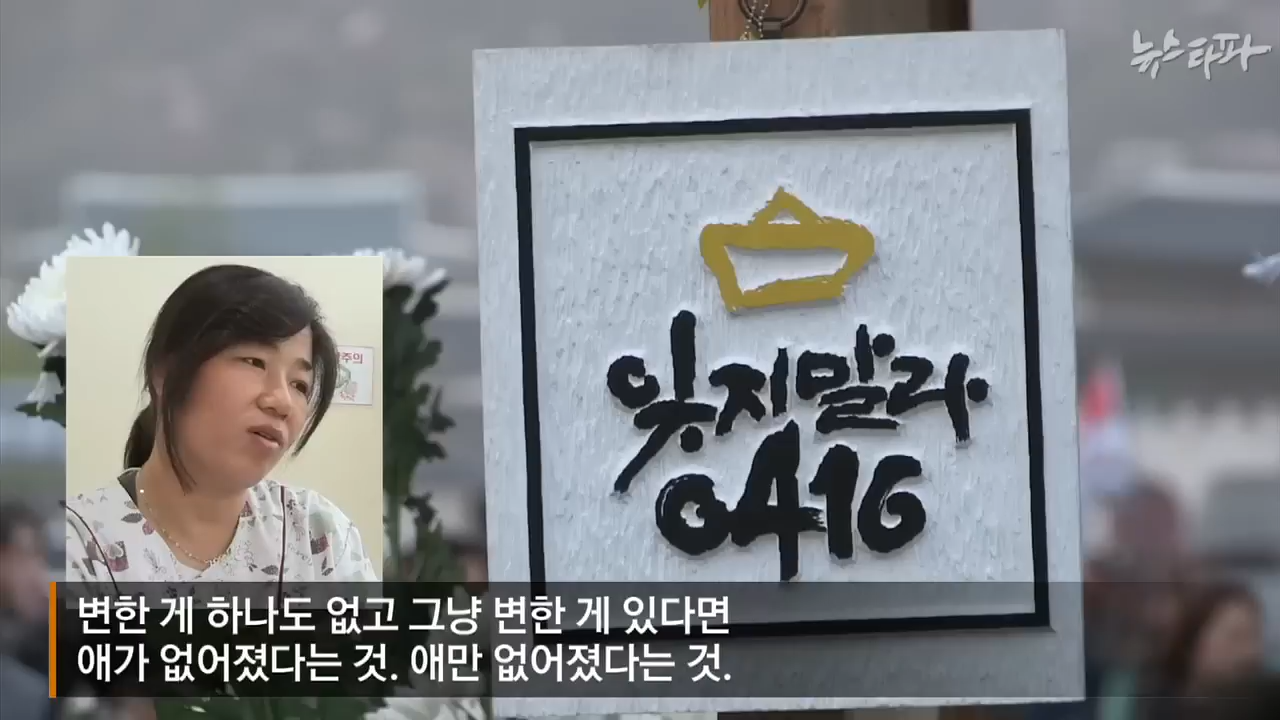 뉴스타파
잊지말라
0416
주의
변한 게 하나도 없고 그냥 변한 게 있다면
애가 없어졌다는 것. 애만 없어졌다는 것.